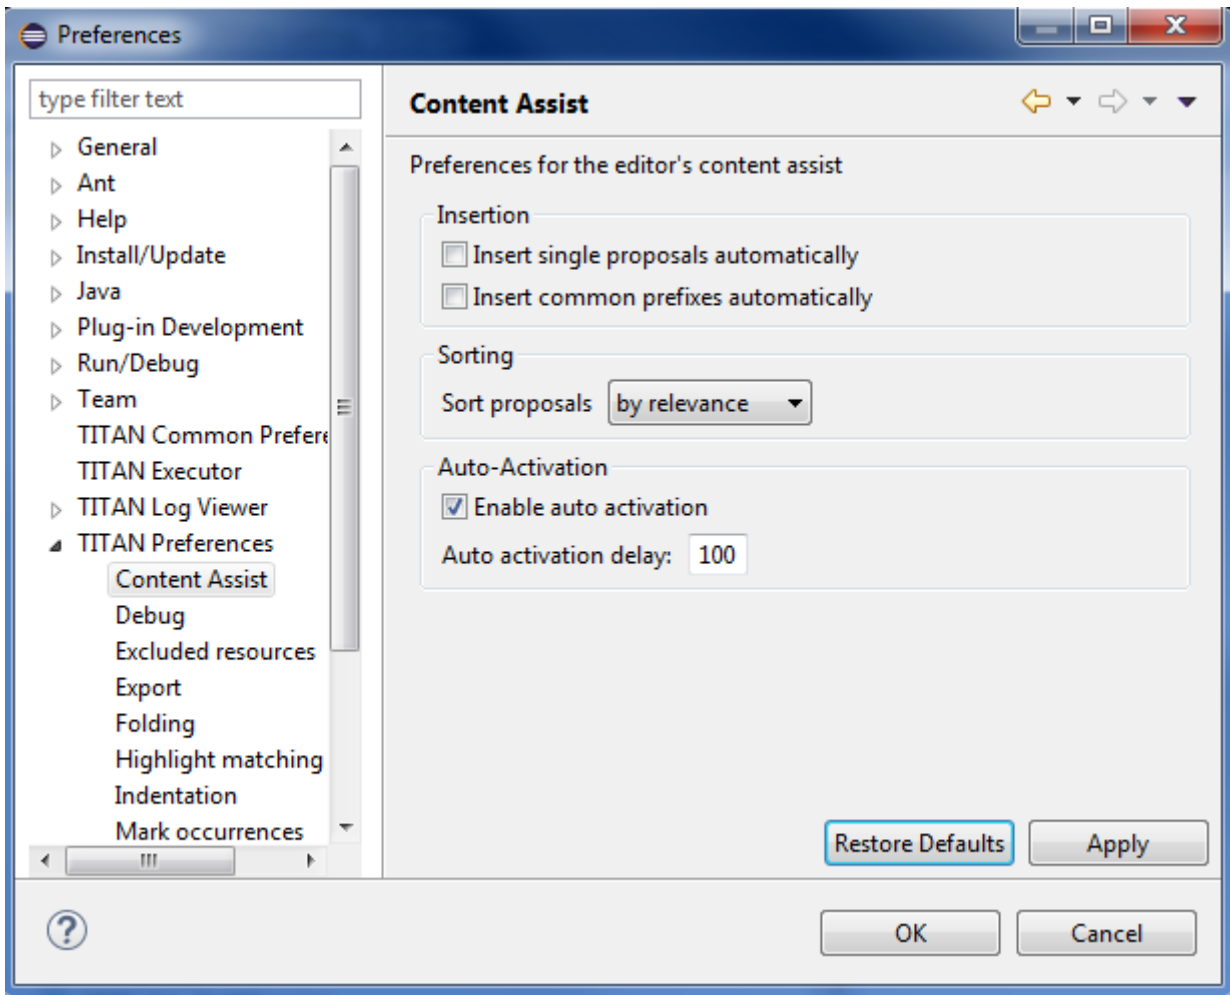 Preferences
type filter text
General
Ant
Help
Install/Update
Java
Plug-in Development
Run/Debug
Team
TITAN Common Prefere
TITAN Executor
TITAN Log Viewer
TITAN Preferences
Content Assist
Debug
Excluded resources
Export
Folding
Highlight matching
Indentation
Mark occurrences
Content Assist
Preferences for the editor's content assist
Insertion
Insert single proposals automatically
Insert common prefixes automatically
Sorting
Sort proposals by relevance
Auto-Activation
Enable auto activation
Auto activation delay: 100
Restore Defaults Apply
OK Cancel